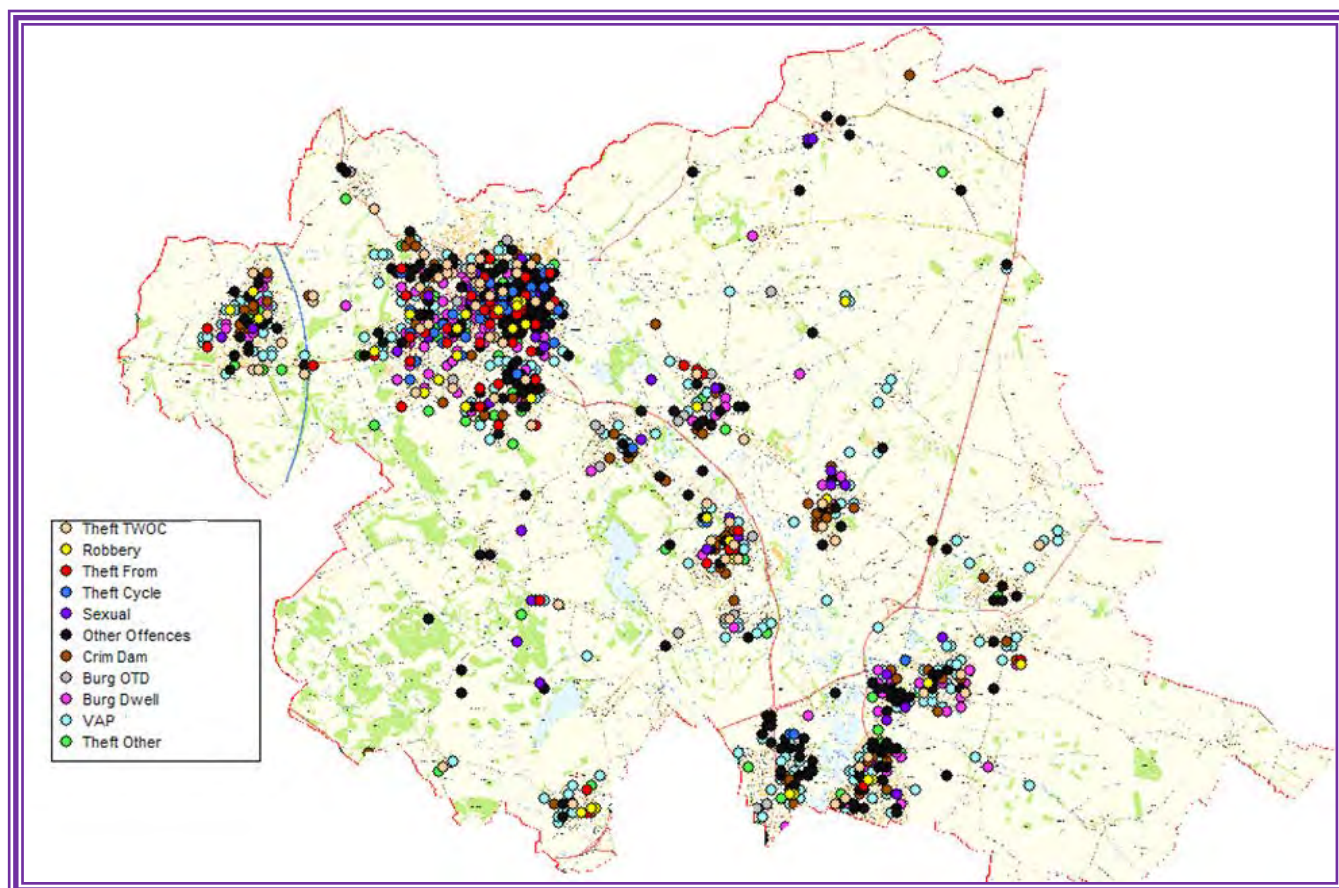 Theft TWOC
Robbery
Theft From
Theft Cycle
Sexual
Other Offences
Crim Dam
Burg OTD
Burg Dwell
VAP
Theft Other